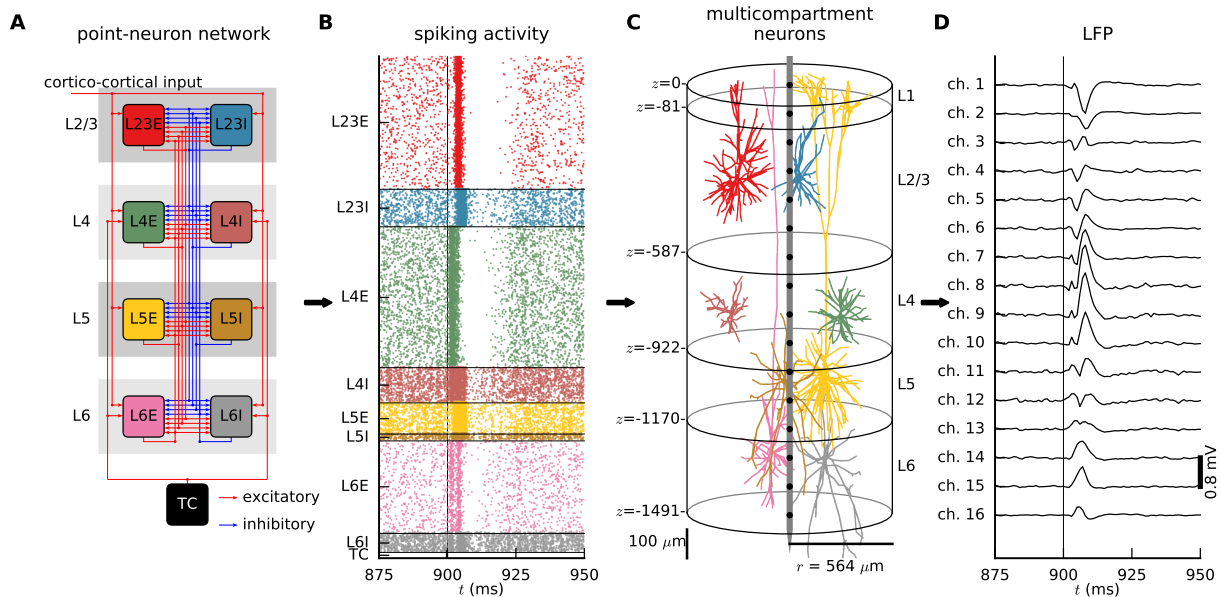 A
point-neuron network
cortico-cortical input
L2/3
L23E
L23I
L4
L4E
L4I
L5
L5E
L5I
L6
L6E
L6I
TC
excitatory
inhibitory
B
spiking activity
L23E
L23I
L4E
L4I
L5E
L5I
L6E
L6I
TC
875 900 925 950
t (ms)
C
multicompartment
neurons
z=0-
z=-81-
z=-587-
z=-922-
z=-1170-
z=-1491-
L1
L2/3
L4
L5
L6
100 μm
r = 564 μm
D
LFP
ch. 1
ch. 2
ch. 3
ch. 4
ch. 5
ch. 6
ch. 7
ch. 8
ch. 9
ch. 10
ch. 11
ch. 12
ch. 13
ch. 14
ch. 15
ch. 16
0.8 mV
875 900 925 950
t (ms)